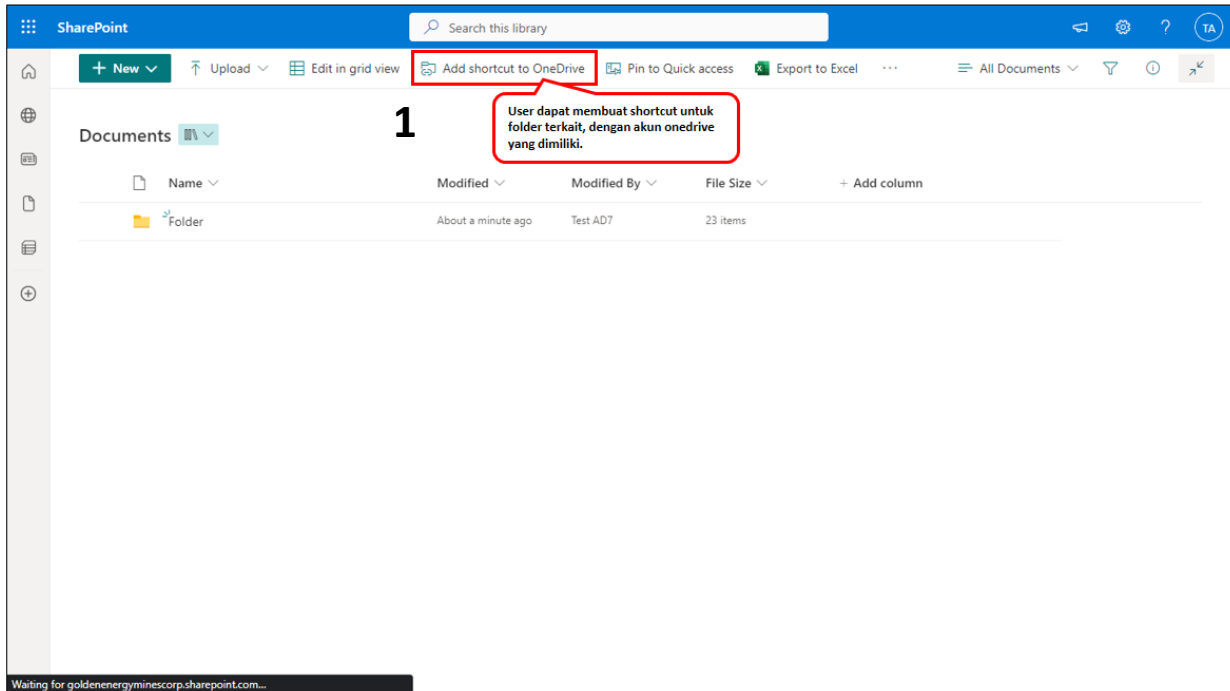 SharePoint
Search this library
?
TA
New
Upload
Edit in grid view
Add shortcut to OneDrive
Pin to Quick access
Export to Excel
...
All Documents
1
User dapat membuat shortcut untuk
folder terkait, dengan akun onedrive
yang dimiliki.
Documents
Name
Modified
Modified By
File Size
+ Add column
Folder
About a minute ago
Test AD7
23 items
Waiting for goldenenergyminescorp.sharepoint.com...